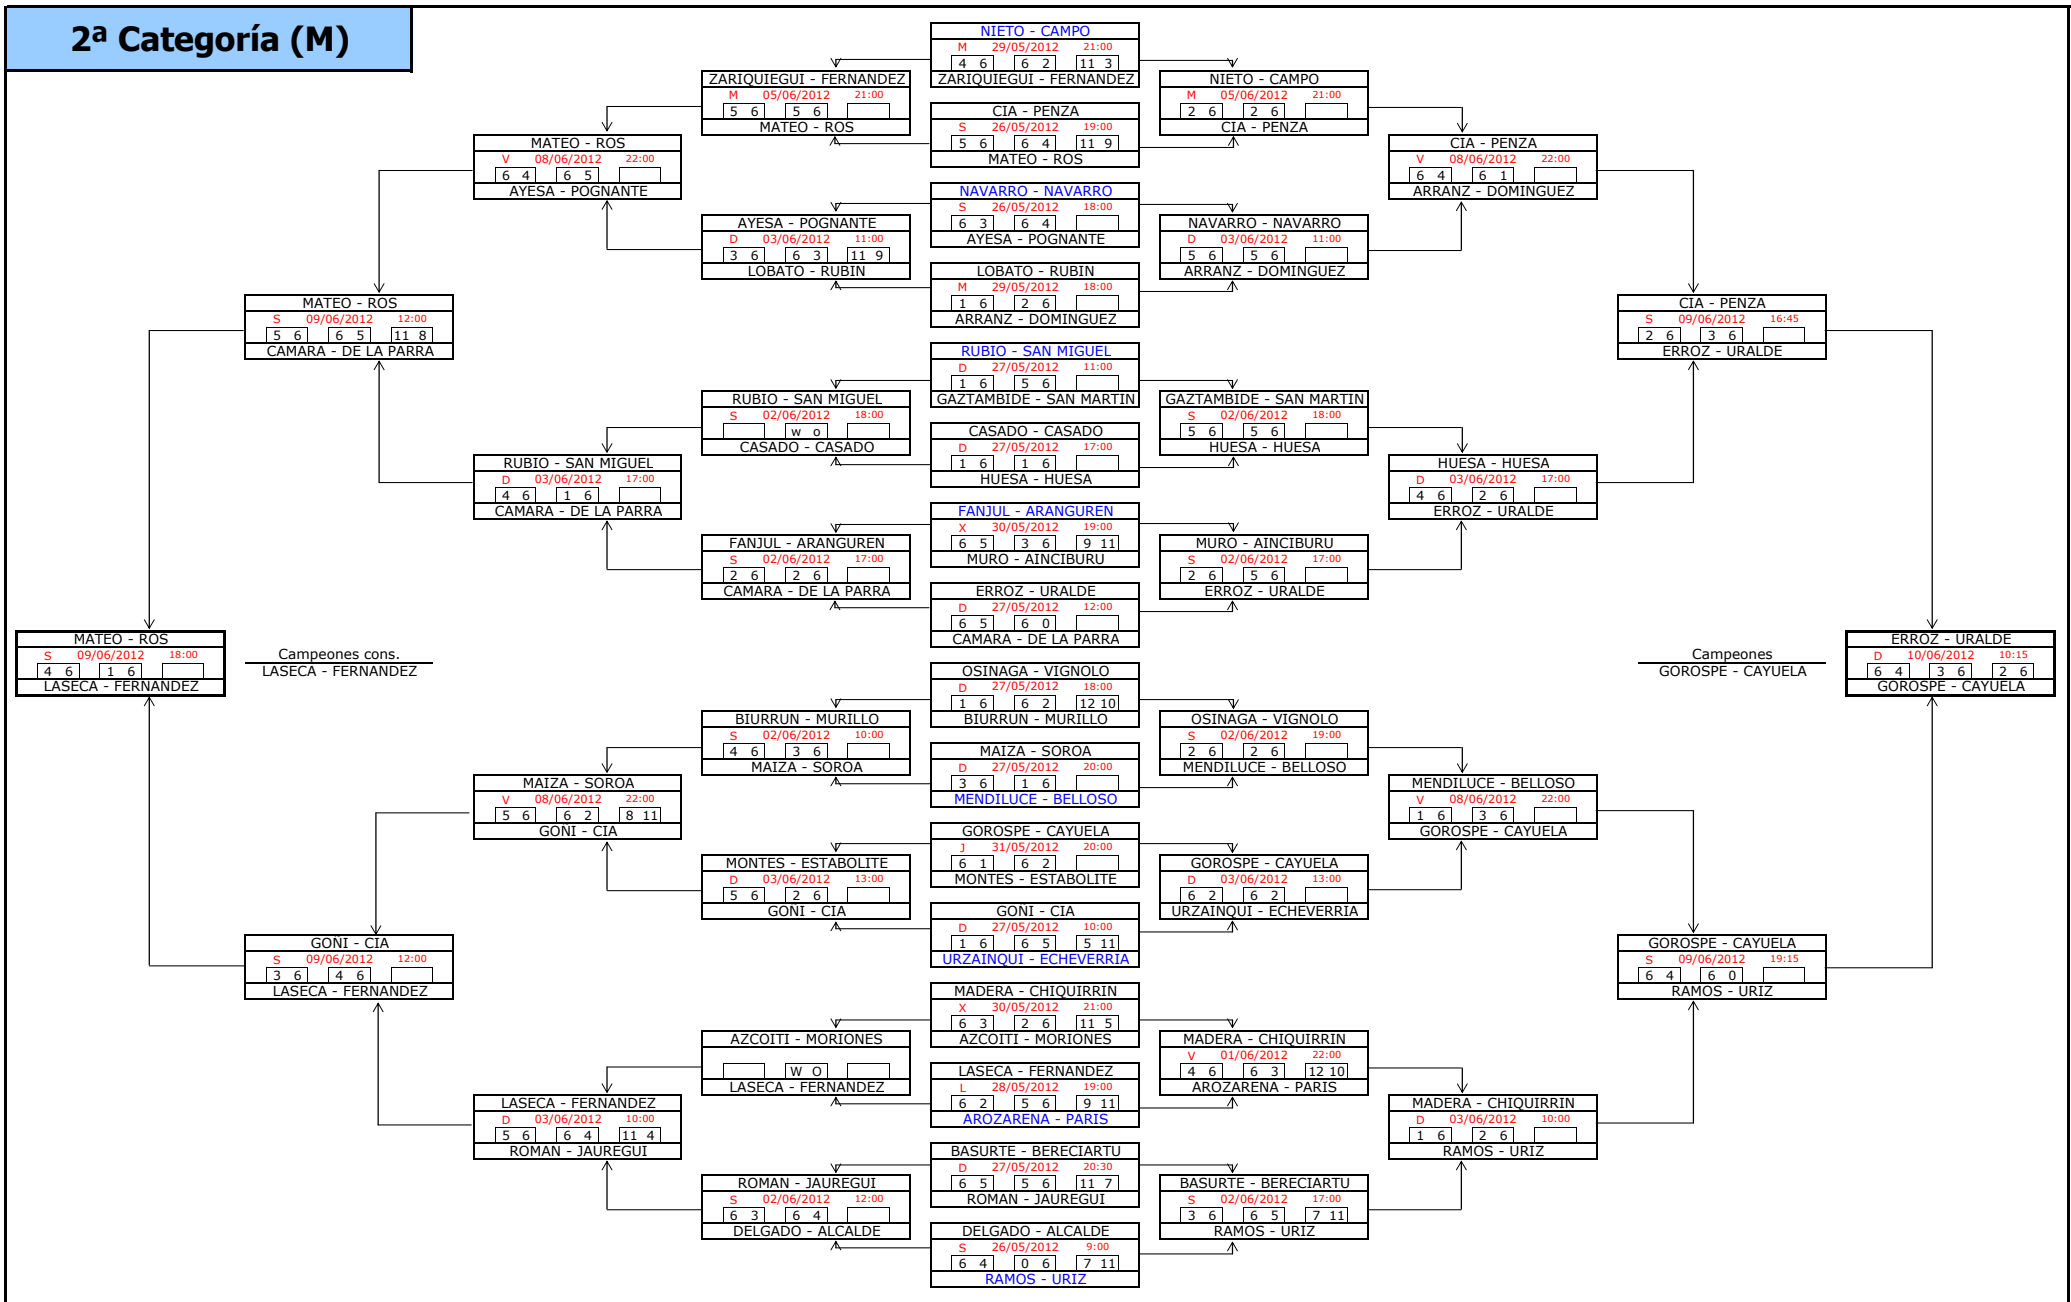 2ª Categoría (M)
NIETO - CAMPO
M 29/05/2012 21:00
4 6 6 2 11 3
ZARIQUIEGUI - FERNANDEZ
CIA - PENZA
S 26/05/2012 19:00
5 6 6 4 11 9
MATEO - ROS
NAVARRO - NAVARRO
S 26/05/2012 18:00
6 3 6 4
AYESA - POGNANTE
LOBATO - RUBIN
M 29/05/2012 18:00
1 6 2 6
ARRANZ - DOMINGUEZ
RUBIO - SAN MIGUEL
D 27/05/2012 11:00
1 6 5 6
GAZTAMBIDE - SAN MARTIN
CASADO - CASADO
D 27/05/2012 17:00
1 6 1 6
HUESA - HUESA
FANJUL - ARANGUREN
X 30/05/2012 19:00
6 5 3 6 9 11
MURO - AINCIBURU
ERROZ - URALDE
D 27/05/2012 12:00
6 5 6 0
CAMARA - DE LA PARRA
OSINAGA - VIGNOLO
D 27/05/2012 18:00
1 6 6 2 12 10
BIURRUN - MURILLO
MAIZA - SOROA
D 27/05/2012 20:00
3 6 1 6
MENDILUCE - BELLOSO
GOROSPE - CAYUELA
J 31/05/2012 20:00
6 1 6 2
MONTES - ESTABOLITE
GOÑI - CIA
D 27/05/2012 10:00
1 6 6 5 5 11
URZAINQUI - ECHEVERRIA
MADERA - CHIQUIRRIN
X 30/05/2012 21:00
6 3 2 6 11 5
AZCOITI - MORIONES
LASECA - FERNANDEZ
L 28/05/2012 19:00
6 2 5 6 9 11
AROZARENA - PARIS
BASURTE - BERECIARTU
D 27/05/2012 20:30
6 5 5 6 11 7
ROMAN - JAUREGUI
DELGADO - ALCALDE
S 26/05/2012 9:00
6 4 0 6 7 11
RAMOS - URIZ
ZARIQUIEGUI - FERNANDEZ
M 05/06/2012 21:00
5 6 5 6
MATEO - ROS
AYESA - POGNANTE
D 03/06/2012 11:00
3 6 6 3 11 9
LOBATO - RUBIN
RUBIO - SAN MIGUEL
S 02/06/2012 18:00
w o
CASADO - CASADO
FANJUL - ARANGUREN
S 02/06/2012 17:00
2 6 2 6
CAMARA - DE LA PARRA
BIURRUN - MURILLO
S 02/06/2012 10:00
4 6 3 6
MAIZA - SOROA
MONTES - ESTABOLITE
D 03/06/2012 13:00
5 6 2 6
GOÑI - CIA
AZCOITI - MORIONES
W O
LASECA - FERNANDEZ
ROMAN - JAUREGUI
S 02/06/2012 12:00
6 3 6 4
DELGADO - ALCALDE
MATEO - ROS
V 08/06/2012 22:00
6 4 6 5
AYESA - POGNANTE
RUBIO - SAN MIGUEL
D 03/06/2012 17:00
4 6 1 6
CAMARA - DE LA PARRA
MAIZA - SOROA
V 08/06/2012 22:00
5 6 6 2 8 11
GOÑI - CIA
LASECA - FERNANDEZ
D 03/06/2012 10:00
5 6 6 4 11 4
ROMAN - JAUREGUI
MATEO - ROS
S 09/06/2012 12:00
5 6 6 5 11 8
CAMARA - DE LA PARRA
GOÑI - CIA
S 09/06/2012 12:00
3 6 4 6
LASECA - FERNANDEZ
MATEO - ROS
S 09/06/2012 18:00
4 6 1 6
LASECA - FERNANDEZ
Campeones cons.
LASECA - FERNANDEZ
NIETO - CAMPO
M 05/06/2012 21:00
2 6 2 6
CIA - PENZA
NAVARRO - NAVARRO
D 03/06/2012 11:00
5 6 5 6
ARRANZ - DOMINGUEZ
GAZTAMBIDE - SAN MARTIN
S 02/06/2012 18:00
5 6 5 6
HUESA - HUESA
MURO - AINCIBURU
S 02/06/2012 17:00
2 6 5 6
ERROZ - URALDE
OSINAGA - VIGNOLO
S 02/06/2012 19:00
2 6 2 6
MENDILUCE - BELLOSO
GOROSPE - CAYUELA
D 03/06/2012 13:00
6 2 6 2
URZAINQUI - ECHEVERRIA
MADERA - CHIQUIRRIN
V 01/06/2012 22:00
4 6 6 3 12 10
AROZARENA - PARIS
BASURTE - BERECIARTU
S 02/06/2012 17:00
3 6 6 5 7 11
RAMOS - URIZ
CIA - PENZA
V 08/06/2012 22:00
6 4 6 1
ARRANZ - DOMINGUEZ
HUESA - HUESA
D 03/06/2012 17:00
4 6 2 6
ERROZ - URALDE
MENDILUCE - BELLOSO
V 08/06/2012 22:00
1 6 3 6
GOROSPE - CAYUELA
MADERA - CHIQUIRRIN
D 03/06/2012 10:00
1 6 2 6
RAMOS - URIZ
CIA - PENZA
S 09/06/2012 16:45
2 6 3 6
ERROZ - URALDE
GOROSPE - CAYUELA
S 09/06/2012 19:15
6 4 6 0
RAMOS - URIZ
Campeones
GOROSPE - CAYUELA
ERROZ - URALDE
D 10/06/2012 10:15
6 4 3 6 2 6
GOROSPE - CAYUELA